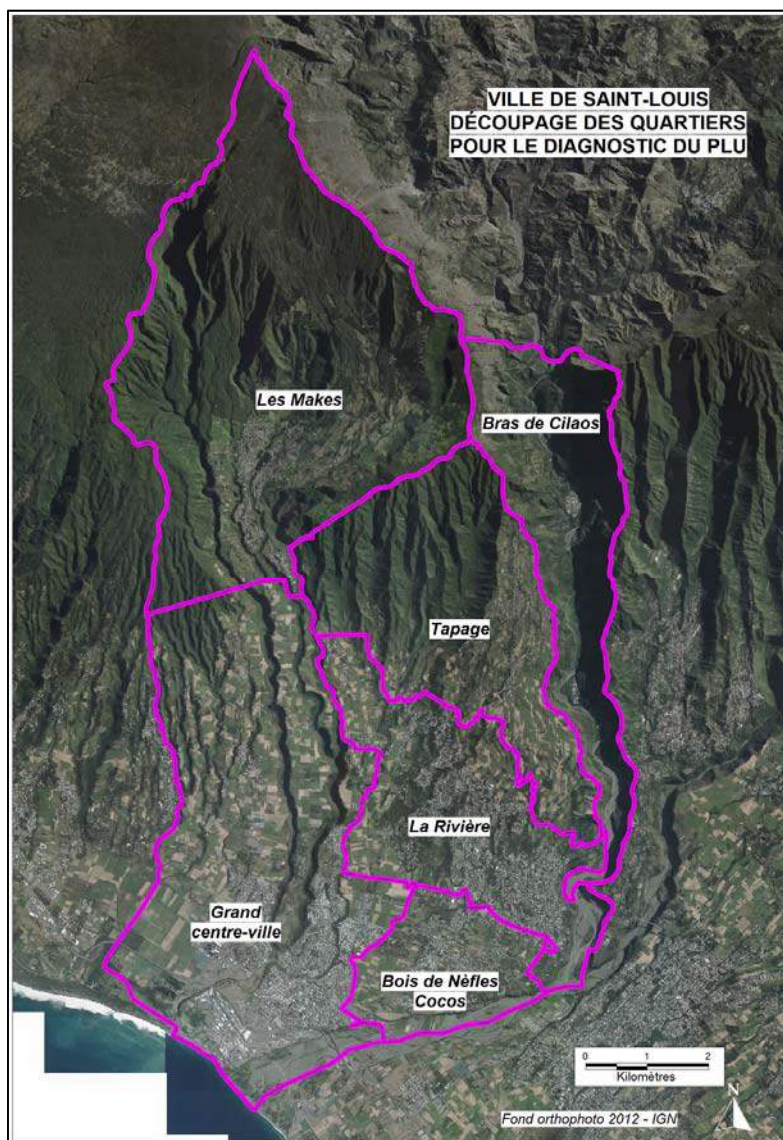 VILLE DE SAINT-LOUIS
DÉCOUPAGE DES QUARTIERS
POUR LE DIAGNOSTIC DU PLU
Les Makes
Bras de Cilaos
Tapage
La Rivière
Grand
centre-ville
Bois de Nèfles
Cocos
0 1 2
Kilomètres
N
Fond orthophoto 2012 - IGN